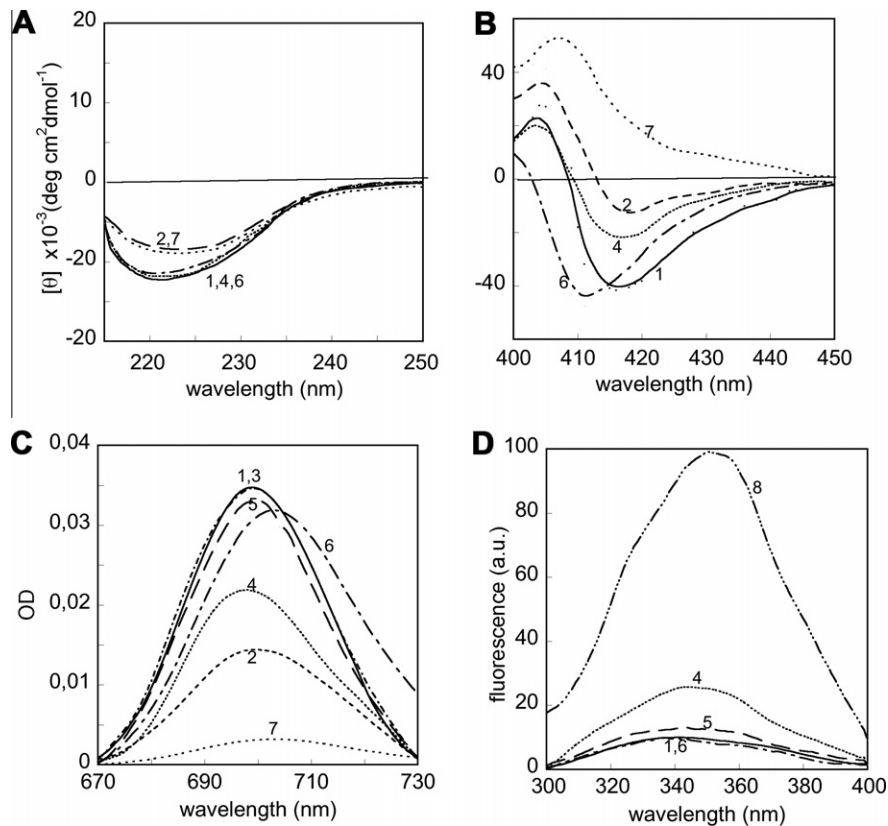 A
20
10
0
-20
-20
[θ] x10-3(deg cm2dmol-1)
2,7
1,4,6
220 230 240 250
wavelength (nm)
B
40
0
-40
7
2
4
6
1
400 410 420 430 440 450
wavelength (nm)
C
0,04
0,03
0,02
0,01
0
OD
1,3
5
6
4
2
7
670 690 710 730
wavelength (nm)
D
100
80
60
40
20
0
fluorescence (a.u.)
8
4
5
1,6
300 320 340 360 380 400
wavelength (nm)